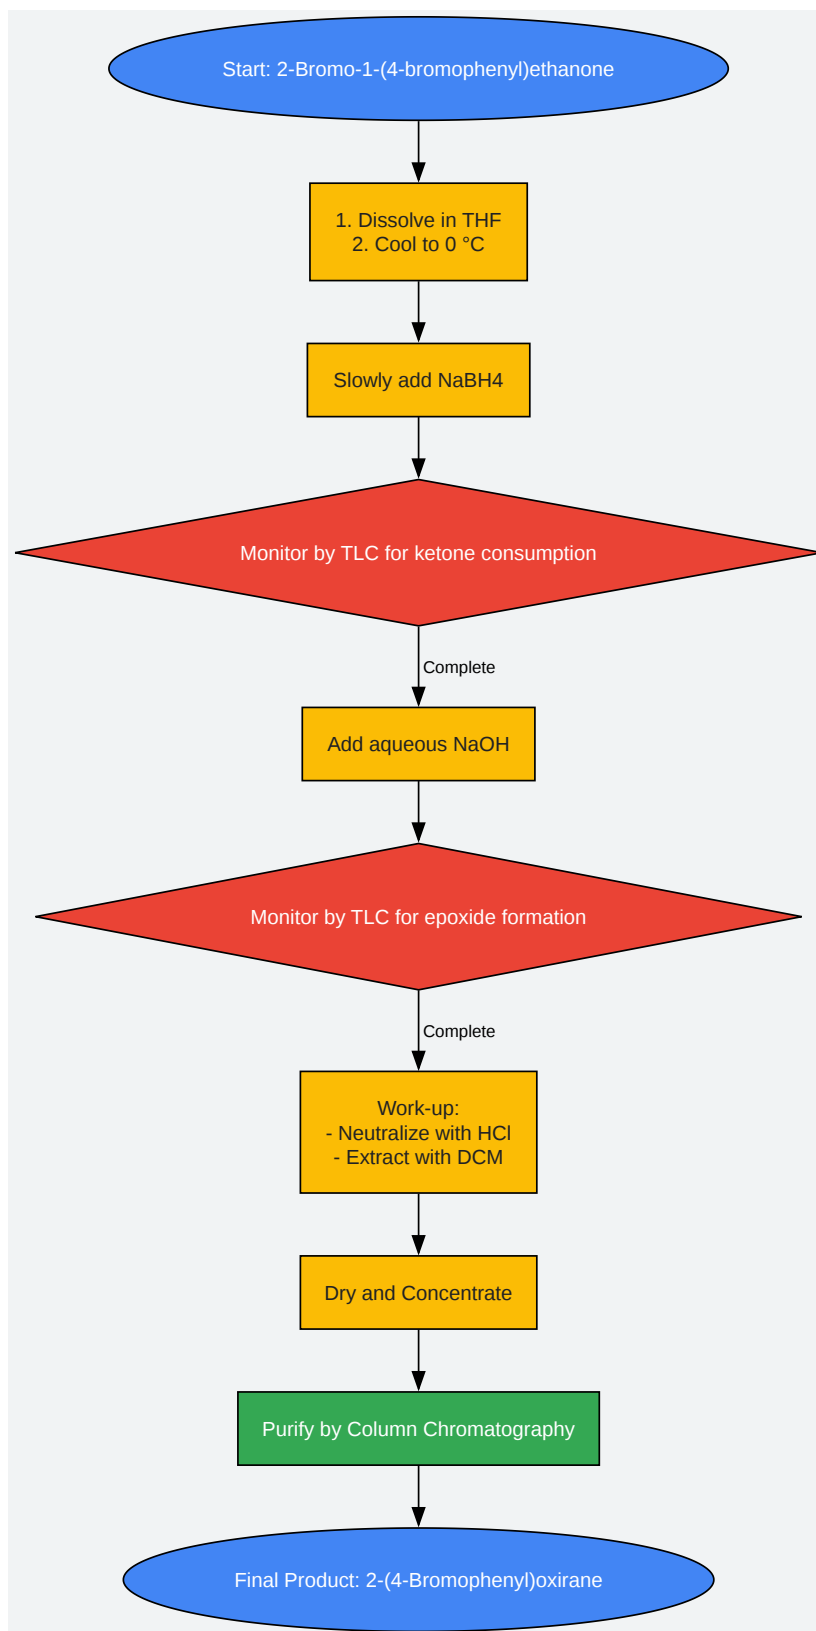 Start: 2-Bromo-1-(4-bromophenyl)ethanone
1. Dissolve in THF
2. Cool to 0 °C
Slowly add NaBH4
Monitor by TLC for ketone consumption
Complete
Add aqueous NaOH
Monitor by TLC for epoxide formation
Complete
Work-up:
- Neutralize with HCl
- Extract with DCM
Dry and Concentrate
Purify by Column Chromatography
Final Product: 2-(4-Bromophenyl)oxirane